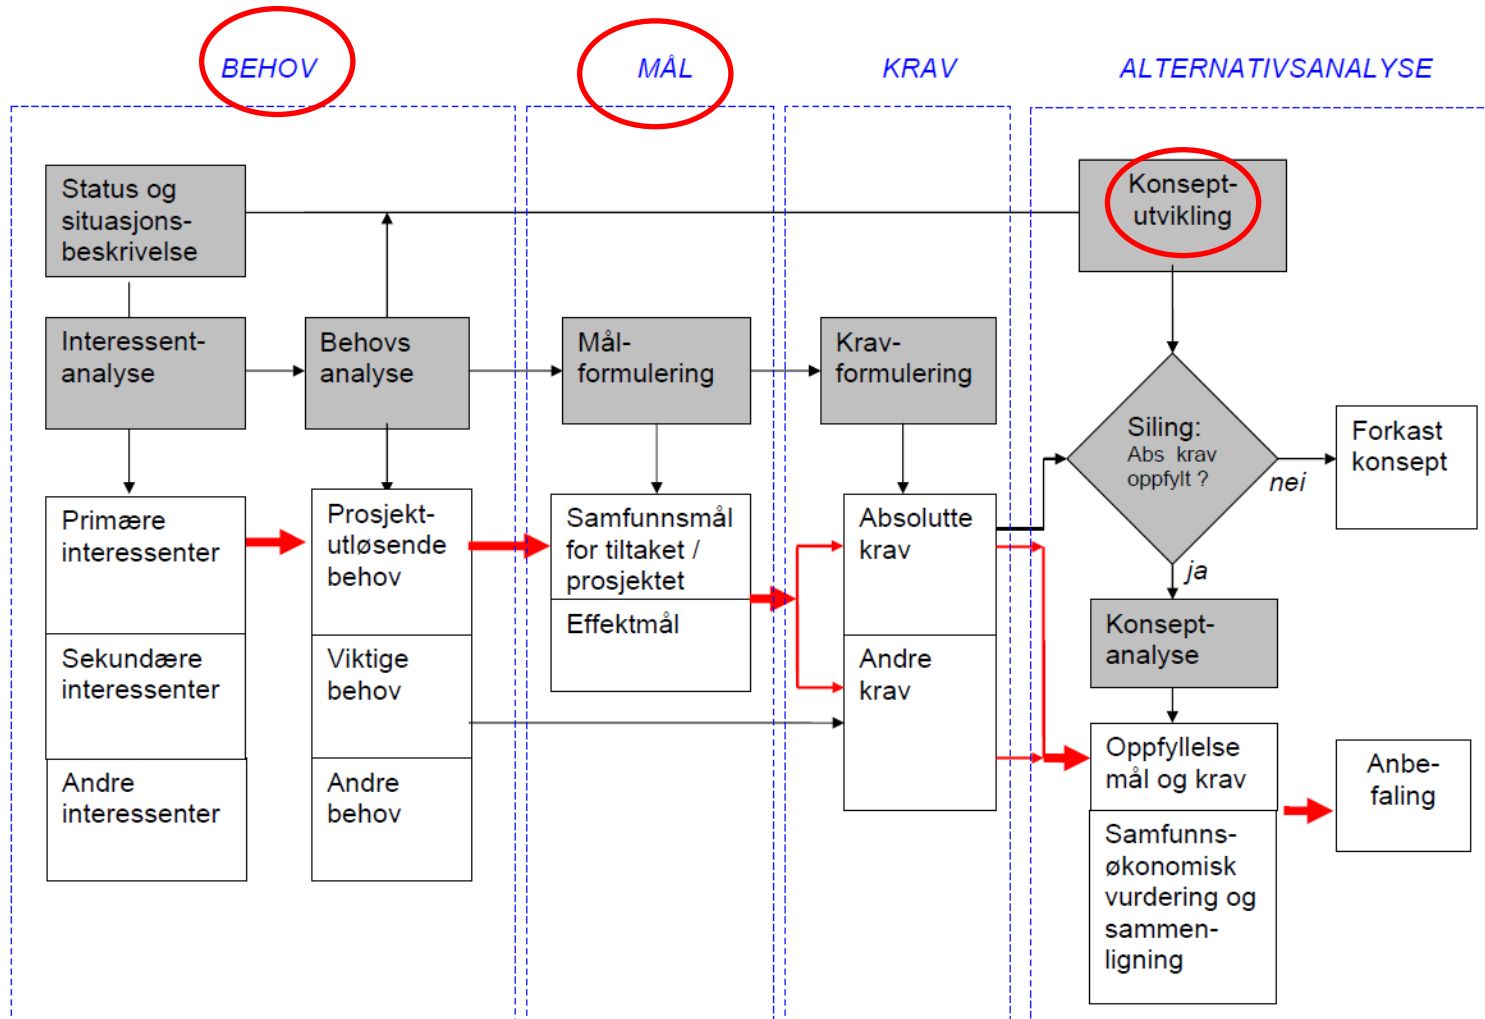 BEHOV
MÅL
KRAV
ALTERNATIVSANALYSE
Status og
situasjons-
beskrivelse
Interessent-
analyse
Primære
interessenter
Sekundære
interessenter
Andre
interessenter
Behovs
analyse
Prosjekt-
utløsende
behov
Viktige
behov
Andre
behov
Mål-
formulering
Samfunnsmål
for tiltaket /
prosjektet
Effektmål
Krav-
formulering
Absolutte
krav
Andre
krav
Konsept-
utvikling
Siling:
Abs krav
oppfylt ?
nei
Forkast
konsept
ja
Konsept-
analyse
Oppfyllelse
mål og krav
Samfunns-
økonomisk
vurdering og
sammen-
ligning
Anbe-
faling